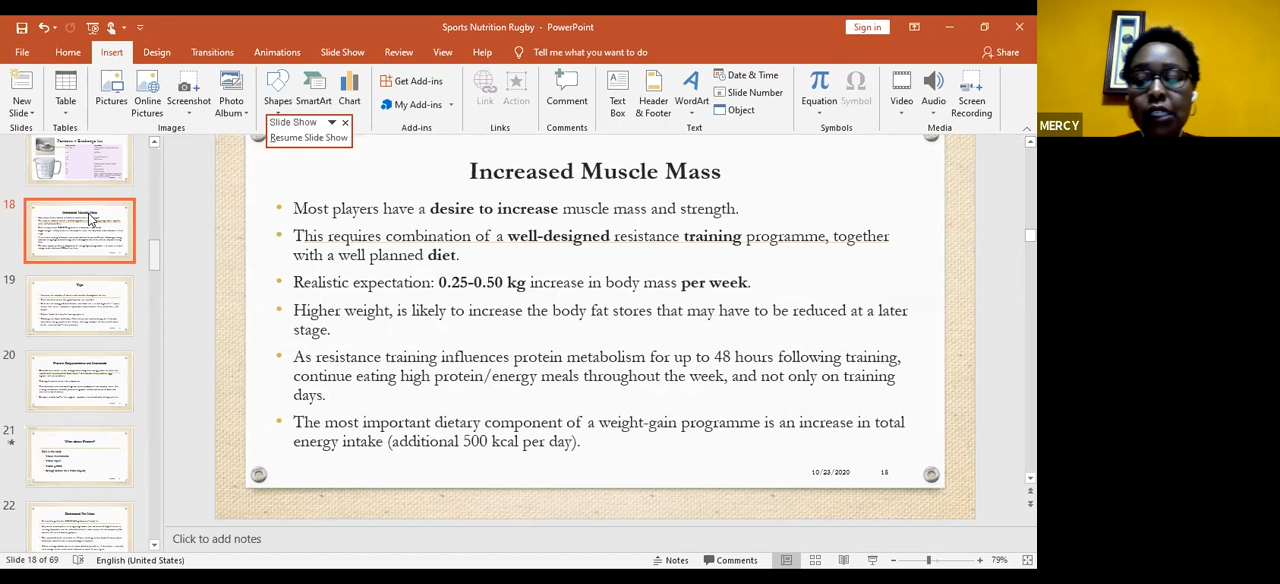 Sports Nutrition Rugby - PowerPoint
Sign in
File Home Insert Design Transitions Animations Slide Show Review View Help Tell me what you want to do Share
New Slide
Table
Pictures
Online Pictures
Screenshot
Photo Album
Shapes
SmartArt
Chart
Get Add-ins
My Add-ins
Link
Action
Comment
Text Box
Header & Footer
WordArt
Date & Time
Slide Number
Object
Equation
Symbol
Video
Audio
Screen Recording
Slides Tables Images Add-ins Links Comments Text Symbols Media
Slide Show
Resume Slide Show
MERCY
18
19
Tips
20
21
22
Increased Muscle Mass
• Most players have a desire to increase muscle mass and strength.
• This requires combination of a well-designed resistance training programme, together
with a well planned diet.
• Realistic expectation: 0.25-0.50 kg increase in body mass per week.
• Higher weight, is likely to increase the body fat stores that may have to be reduced at a later
stage.
• As resistance training influences protein metabolism for up to 48 hours following training,
continue eating high protein/energy meals throughout the week, and not only on training
days.
• The most important dietary component of a weight-gain programme is an increase in total
energy intake (additional 500 kcal per day).
10/23/2020 18
Click to add notes
Slide 18 of 69 English (United States) Notes Comments 79%